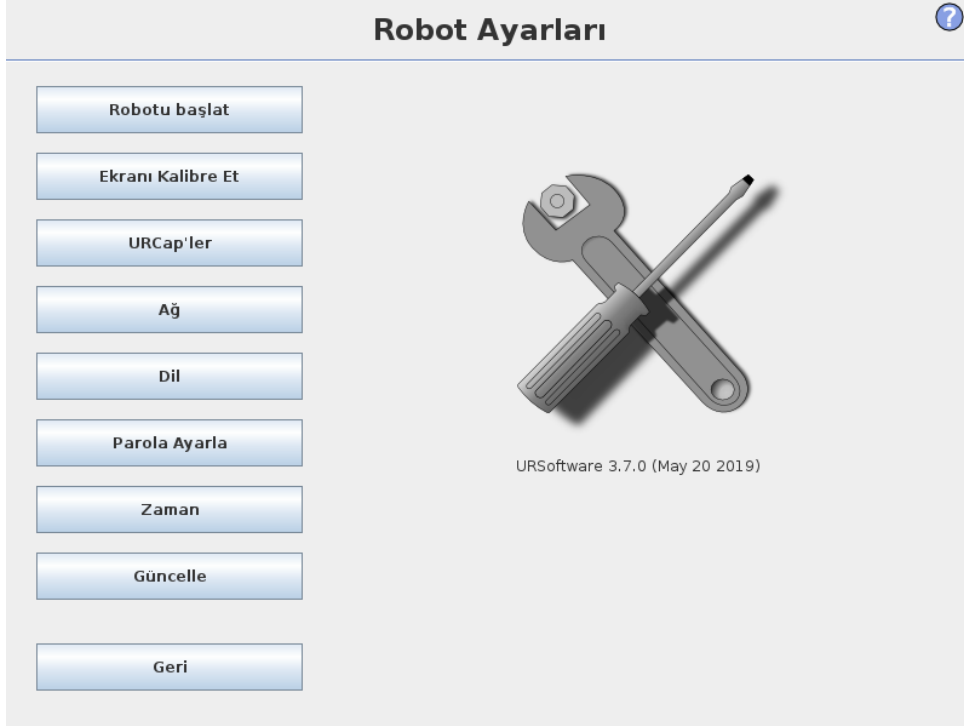 Robot Ayarları
?
Robotu başlat
Ekranı Kalibre Et
URCap'ler
Ağ
Dil
Parola Ayarla
Zaman
Güncelle
Geri
URSoftware 3.7.0 (May 20 2019)